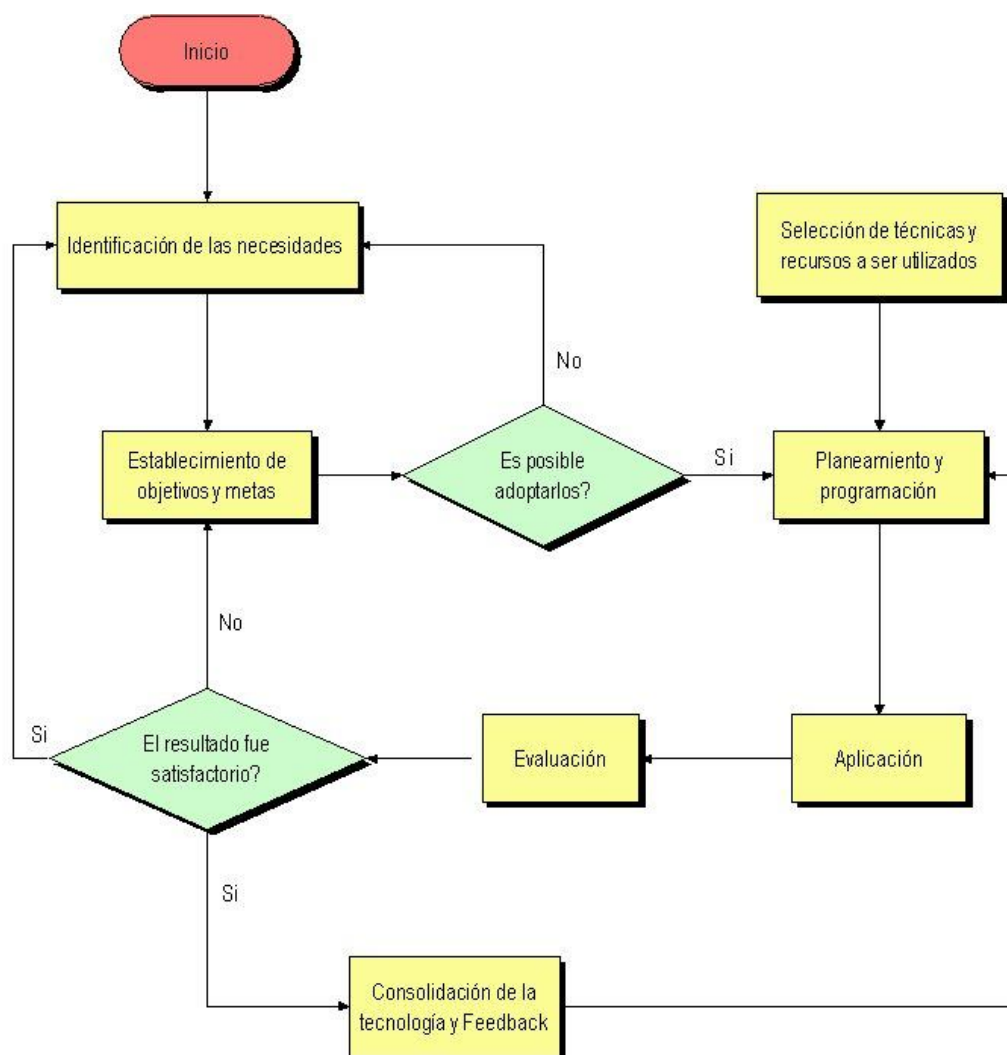 Inicio
Identificación de las necesidades
Selección de técnicas y
recursos a ser utilizados
No
Establecimiento de
objetivos y metas
Es posible
adoptarlos?
Si
Planeamiento y
programación
No
El resultado fue
satisfactorio?
Si
Evaluación
Aplicación
Si
Consolidación de la
tecnología y Feedback